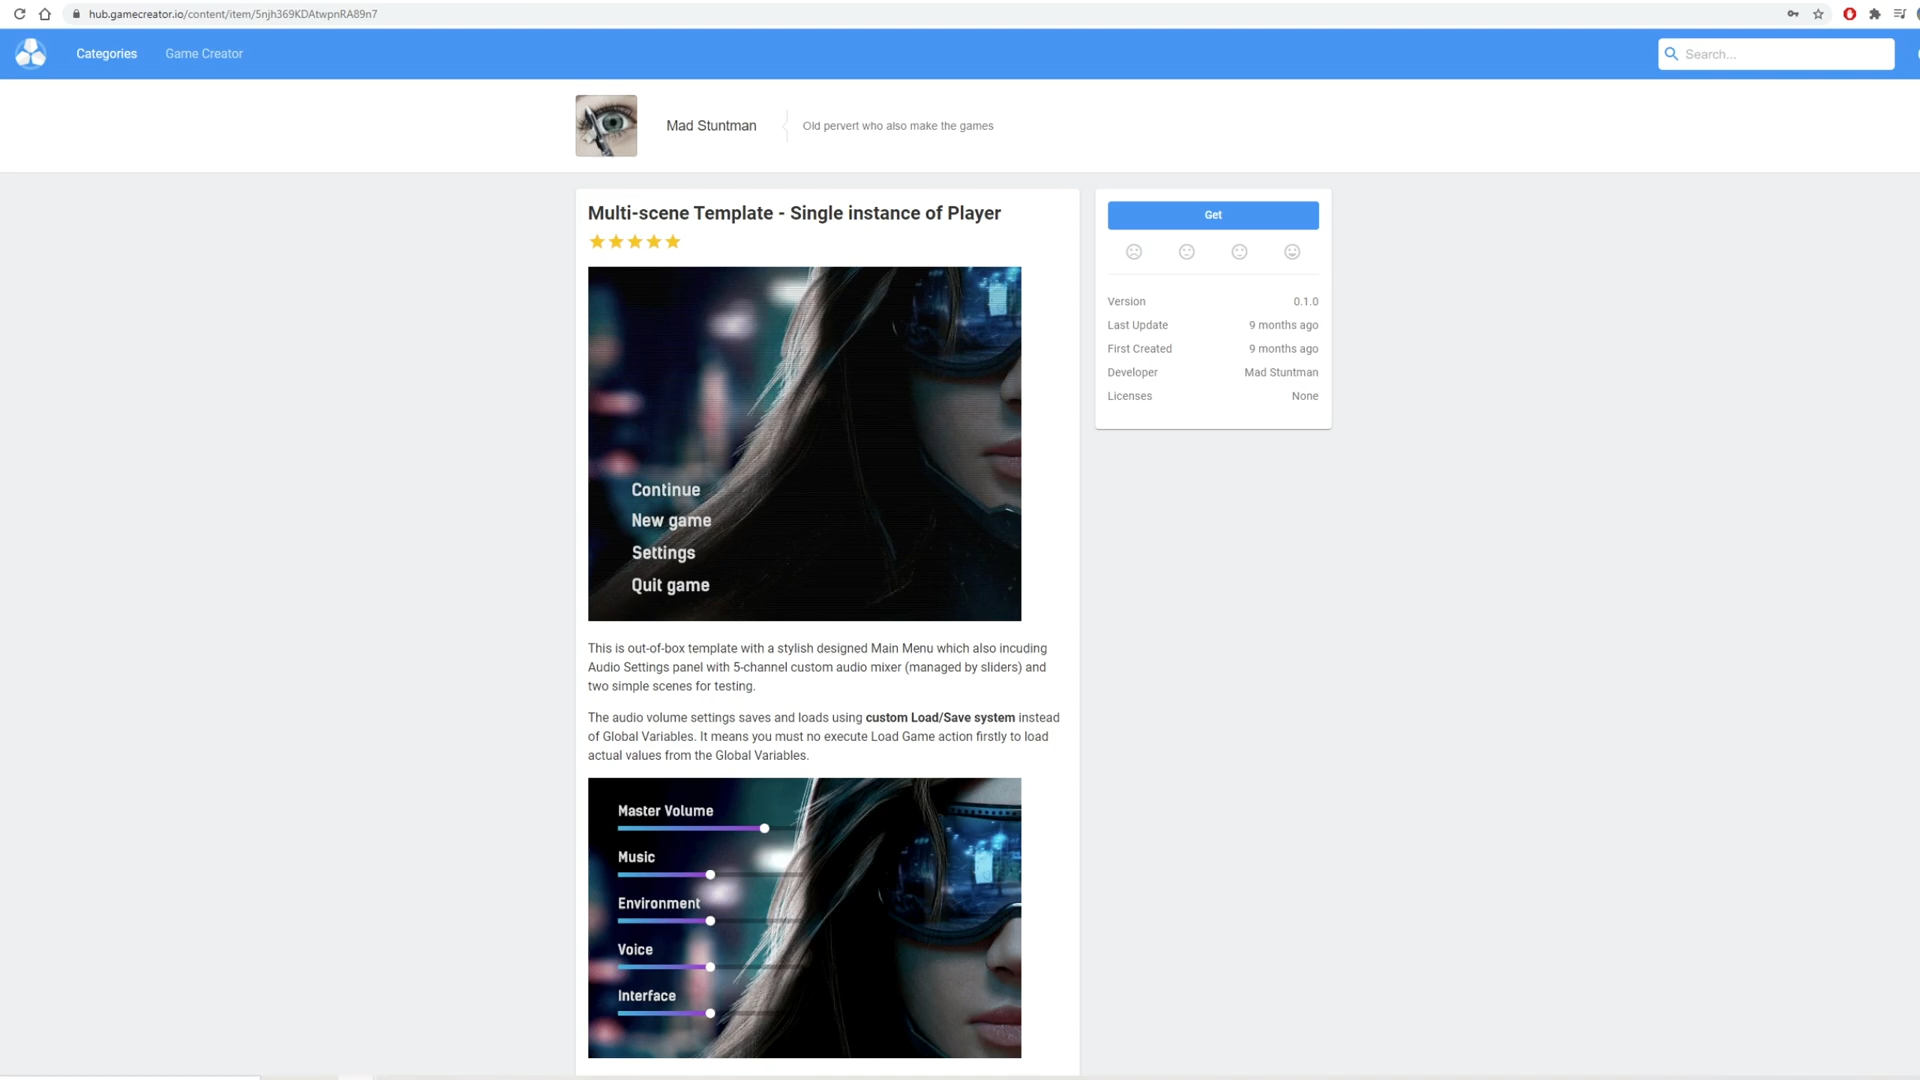 hub.gamecreator.io/content/item/5njh369KDAtwpnRA89n7
Categories
Game Creator
Search...
Mad Stuntman
Old pervert who also make the games
Multi-scene Template - Single instance of Player
Continue
New game
Settings
Quit game
This is out-of-box template with a stylish designed Main Menu which also incuding
Audio Settings panel with 5-channel custom audio mixer (managed by sliders) and
two simple scenes for testing.
The audio volume settings saves and loads using custom Load/Save system instead
of Global Variables. It means you must no execute Load Game action firstly to load
actual values from the Global Variables.
Master Volume
Music
Environment
Voice
Interface
Get
Version 0.1.0
Last Update 9 months ago
First Created 9 months ago
Developer Mad Stuntman
Licenses None